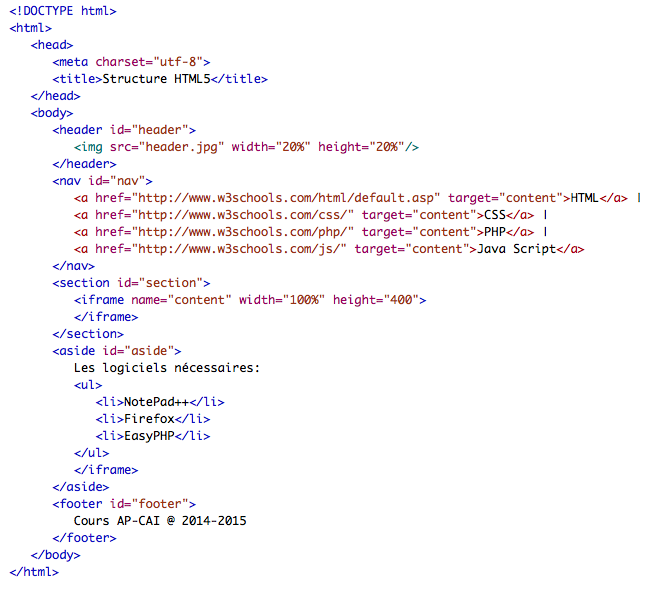 <!DOCTYPE html>
<html>
<head>
<meta charset="utf-8">
<title>Structure HTML5</title>
</head>
<body>
<header id="header">
<img src="header.jpg" width="20%" height="20%"/>
</header>
<nav id="nav">
<a href="http://www.w3schools.com/html/default.asp" target="content">HTML</a> |
<a href="http://www.w3schools.com/css/" target="content">CSS</a> |
<a href="http://www.w3schools.com/php/" target="content">PHP</a> |
<a href="http://www.w3schools.com/js/" target="content">Java Script</a>
</nav>
<section id="section">
<iframe name="content" width="100%" height="400">
</iframe>
</section>
<aside id="aside">
Les logiciels nécessaires:
<ul>
<li>NotePad++</li>
<li>Firefox</li>
<li>EasyPHP</li>
</ul>
</iframe>
</aside>
<footer id="footer">
Cours AP-CAI @ 2014-2015
</footer>
</body>
</html>